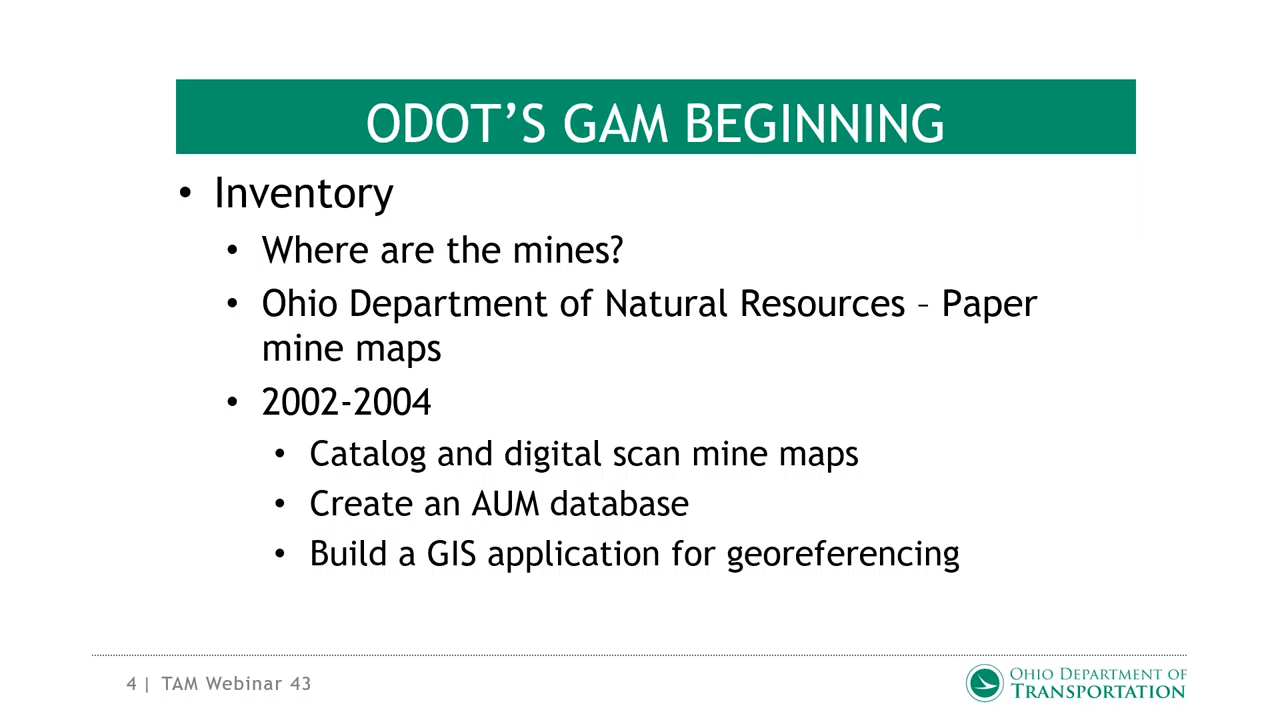 ODOT’S GAM BEGINNING
• Inventory
• Where are the mines?
• Ohio Department of Natural Resources – Paper
mine maps
• 2002-2004
• Catalog and digital scan mine maps
• Create an AUM database
• Build a GIS application for georeferencing
4 | TAM Webinar 43
OHIO DEPARTMENT OF
TRANSPORTATION